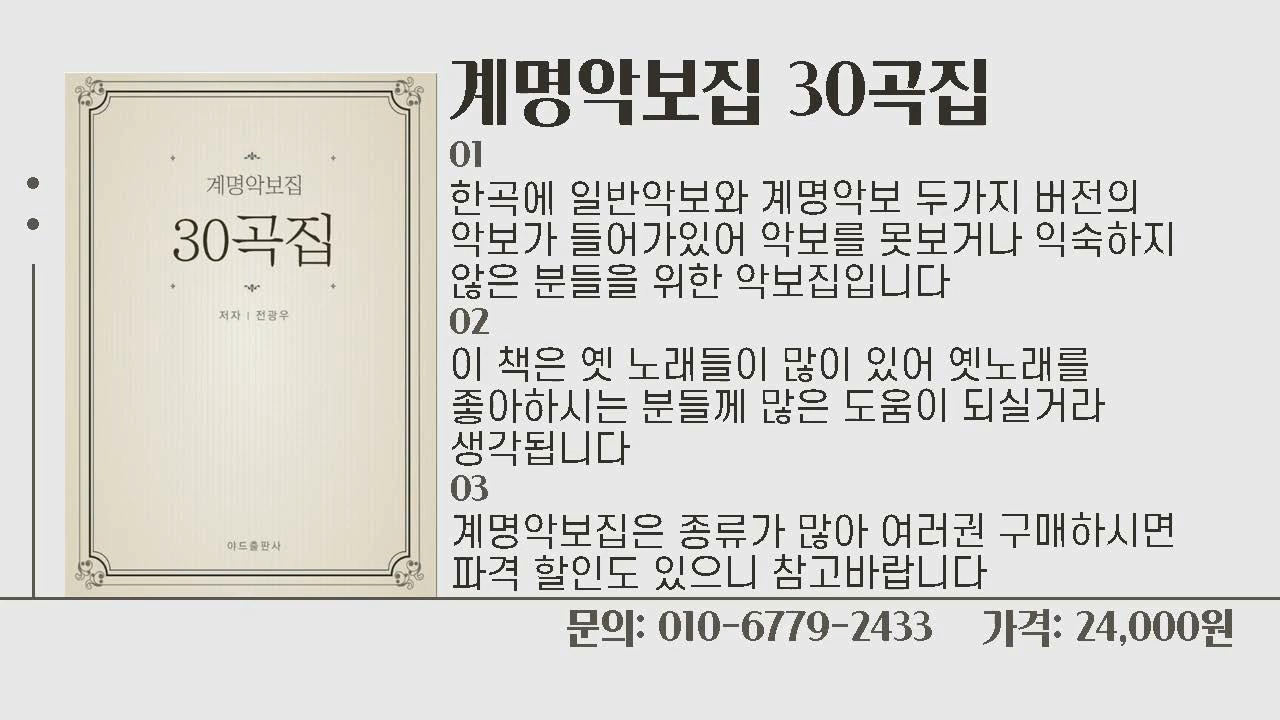 계명악보집
30곡집
저자 | 전광우
야드출판사
계명악보집 30곡집
01
한곡에 일반악보와 계명악보 두가지 버전의
악보가 들어가있어 악보를 못보거나 익숙하지
않은 분들을 위한 악보집입니다
02
이 책은 옛 노래들이 많이 있어 옛노래를
좋아하시는 분들께 많은 도움이 되실거라
생각됩니다
03
계명악보집은 종류가 많아 여러권 구매하시면
파격 할인도 있으니 참고바랍니다
문의: 010-6779-2433 가격: 24,000원